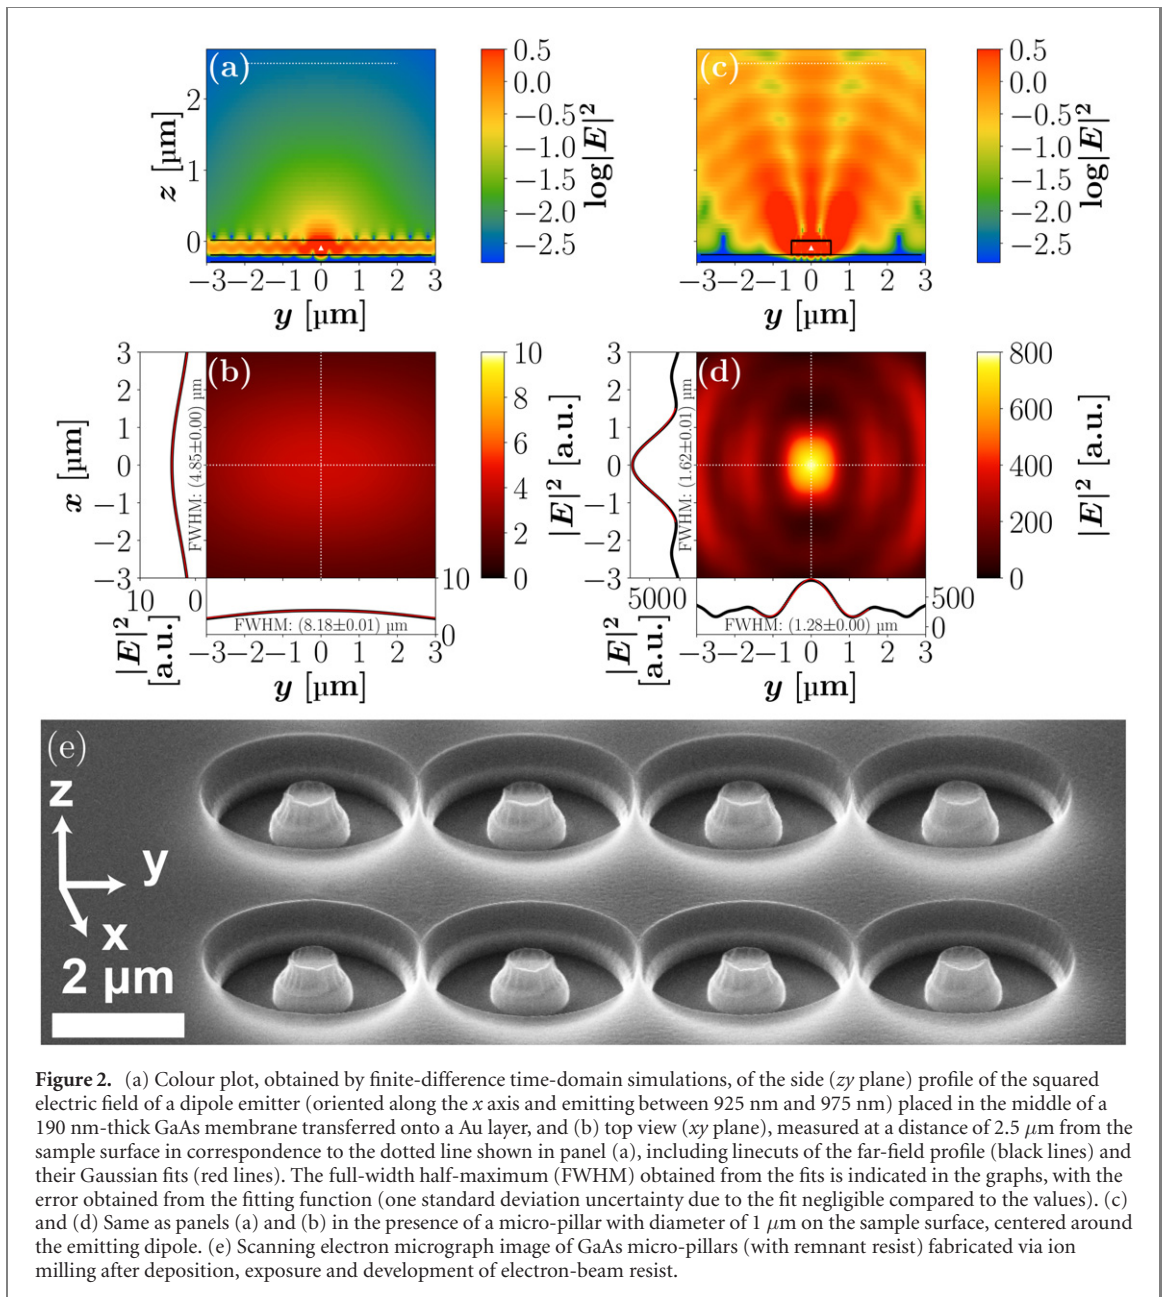 (a)
z [μm]
2
1
0
−3 −2 −1 0 1 2 3
y [μm]
0.5
0.0
−0.5
−1.0
−1.5
−2.0
−2.5
log|E|²
(c)
−3 −2 −1 0 1 2 3
y [μm]
0.5
0.0
−0.5
−1.0
−1.5
−2.0
−2.5
log|E|²
(b)
x [μm]
3
2
1
0
−1
−2
−3
FWHM: (4.85±0.00) μm
10 0
|E|² [a.u.]
FWHM: (8.18±0.01) μm
10
0
−3 −2 −1 0 1 2 3
y [μm]
10
8
6
4
2
0
|E|² [a.u.]
(d)
3
2
1
0
−1
−2
−3
FWHM: (1.62±0.01) μm
5000
|E|² [a.u.]
FWHM: (1.28±0.00) μm
500
0
−3 −2 −1 0 1 2 3
y [μm]
800
600
400
200
0
|E|² [a.u.]
(e)
z
y
x
2 μm
Figure 2. (a) Colour plot, obtained by finite-difference time-domain simulations, of the side (zy plane) profile of the squared
electric field of a dipole emitter (oriented along the x axis and emitting between 925 nm and 975 nm) placed in the middle of a
190 nm-thick GaAs membrane transferred onto a Au layer, and (b) top view (xy plane), measured at a distance of 2.5 μm from the
sample surface in correspondence to the dotted line shown in panel (a), including linecuts of the far-field profile (black lines) and
their Gaussian fits (red lines). The full-width half-maximum (FWHM) obtained from the fits is indicated in the graphs, with the
error obtained from the fitting function (one standard deviation uncertainty due to the fit negligible compared to the values). (c)
and (d) Same as panels (a) and (b) in the presence of a micro-pillar with diameter of 1 μm on the sample surface, centered around
the emitting dipole. (e) Scanning electron micrograph image of GaAs micro-pillars (with remnant resist) fabricated via ion
milling after deposition, exposure and development of electron-beam resist.